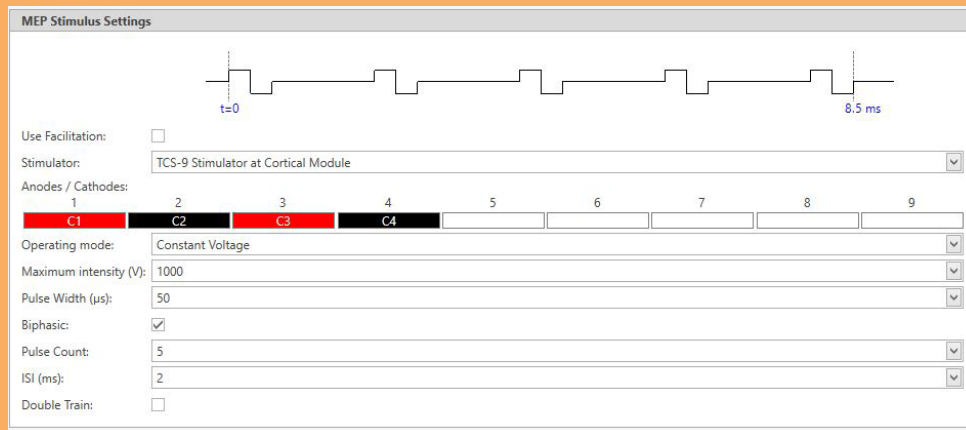 MEP Stimulus Settings
t=0
8.5 ms
Use Facilitation:
Stimulator: TCS-9 Stimulator at Cortical Module
Anodes / Cathodes:
1 2 3 4 5 6 7 8 9
C1 C2 C3 C4
Operating mode: Constant Voltage
Maximum intensity (V): 1000
Pulse Width (µs): 50
Biphasic:
Pulse Count: 5
ISI (ms): 2
Double Train: